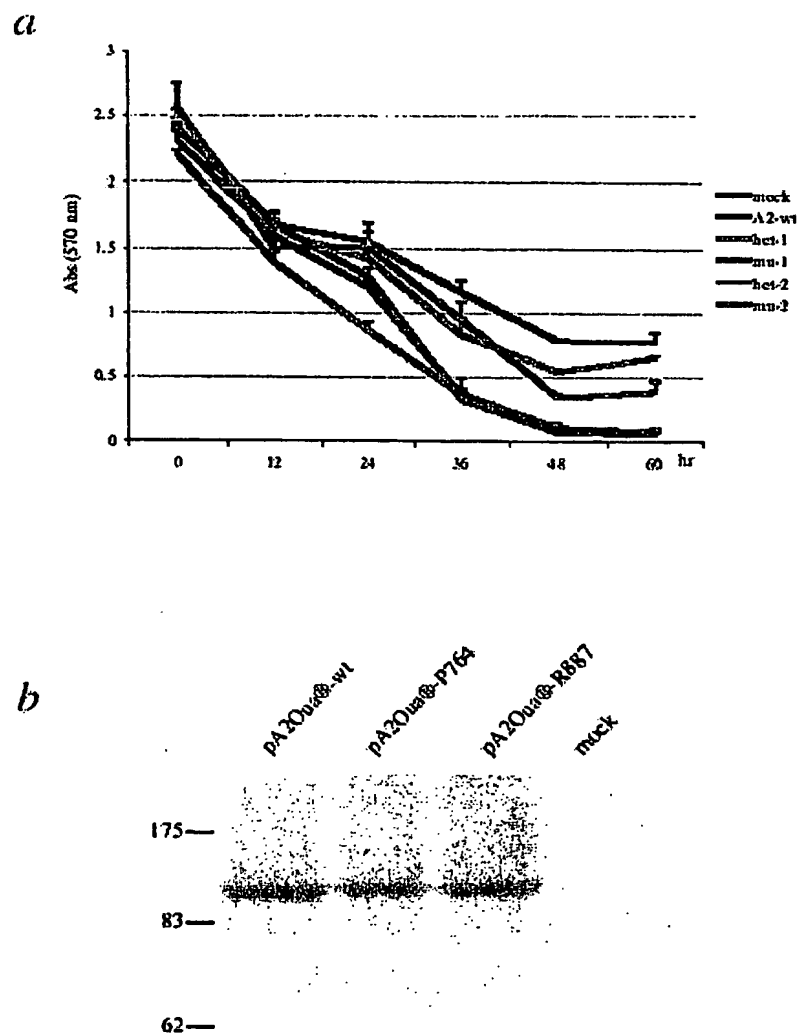 a
3
2.5
2
1.5
1
0.5
0
Abs (570 nm)
0 12 24 36 48 60 hr
mock
A2-wt
het-1
mu-1
het-2
mu-2
b
pA2Oua®-wt
pA2Oua®-P764
pA2Oua®-R887
mock
175
83
62